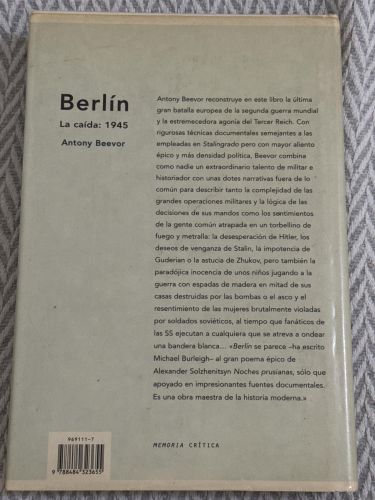 Berlín
La caída: 1945
Antony Beevor
Antony Beevor reconstruye en este libro la última
gran batalla europea de la segunda guerra mundial
y la estremecedora agonía del Tercer Reich. Con
rigurosas técnicas documentales semejantes a las
empleadas en Stalingrado pero con mayor aliento
épico y más densidad política, Beevor combina
como nadie un extraordinario talento de militar e
historiador con unas dotes narrativas fuera de lo
común para describir tanto la complejidad de las
grandes operaciones militares y la lógica de las
decisiones de sus mandos como los sentimientos
de la gente común atrapada en un torbellino de
fuego y metralla: la desesperación de Hitler, los
deseos de venganza de Stalin, la impotencia de
Guderian o la astucia de Zhukov, pero también la
paradójica inocencia de unos niños jugando a la
guerra con espadas de madera en mitad de sus
casas destruidas por las bombas o el asco y el
resentimiento de las mujeres brutalmente violadas
por soldados soviéticos, al tiempo que fanáticos de
las SS ejecutan a cualquiera que se atreva a ondear
una bandera blanca... «Berlín se parece –ha escrito
Michael Burleigh– al gran poema épico de
Alexander Solzhenitsyn Noches prusianas, sólo que
apoyado en impresionantes fuentes documentales.
Es una obra maestra de la historia moderna.»
969111-7
9 788484 323655
MEMORIA CRÍTICA